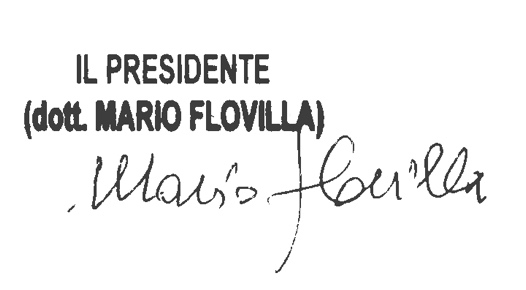 IL PRESIDENTE
(dott. MARIO FLOVILLA)
Mario Flovilla